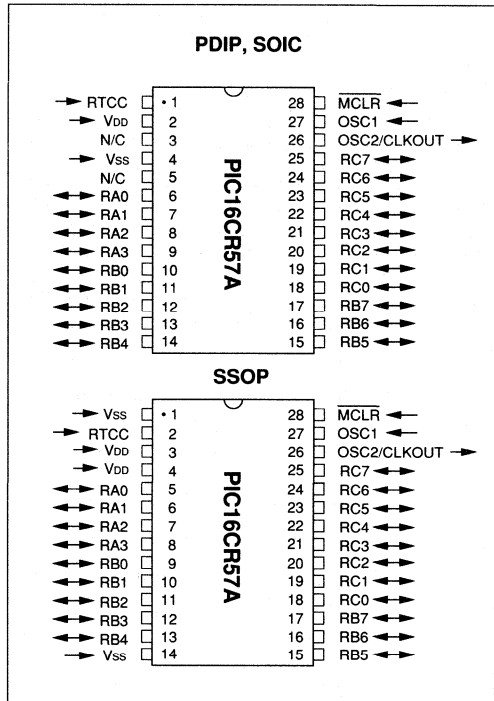 PDIP, SOIC
RTCC • 1 28 MCLR
VDD 2 27 OSC1
N/C 3 26 OSC2/CLKOUT
VSS 4 25 RC7
N/C 5 24 RC6
RA0 6 23 RC5
RA1 7 22 RC4
RA2 8 21 RC3
RA3 9 20 RC2
RB0 10 19 RC1
RB1 11 18 RC0
RB2 12 17 RB7
RB3 13 16 RB6
RB4 14 15 RB5
PIC16CR57A
SSOP
VSS • 1 28 MCLR
RTCC 2 27 OSC1
VDD 3 26 OSC2/CLKOUT
VDD 4 25 RC7
RA0 5 24 RC6
RA1 6 23 RC5
RA2 7 22 RC4
RA3 8 21 RC3
RB0 9 20 RC2
RB1 10 19 RC1
RB2 11 18 RC0
RB3 12 17 RB7
RB4 13 16 RB6
VSS 14 15 RB5
PIC16CR57A